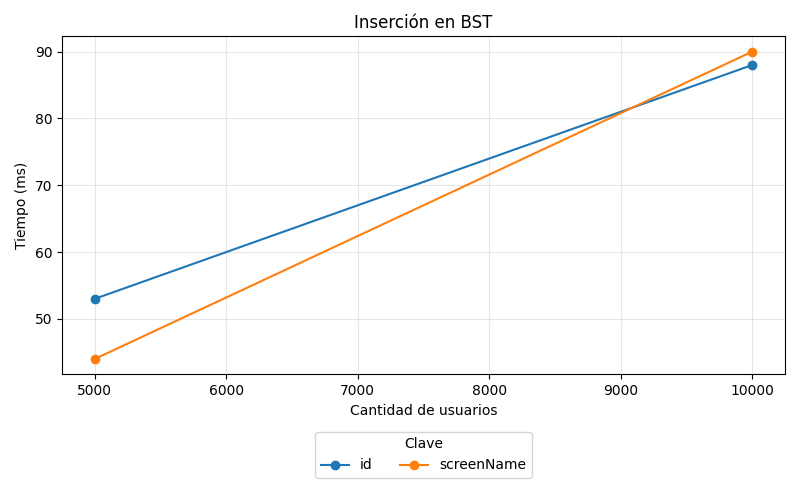 Inserción en BST
Tiempo (ms)
90
80
70
60
50
5000 6000 7000 8000 9000 10000
Cantidad de usuarios
Clave
id screenName